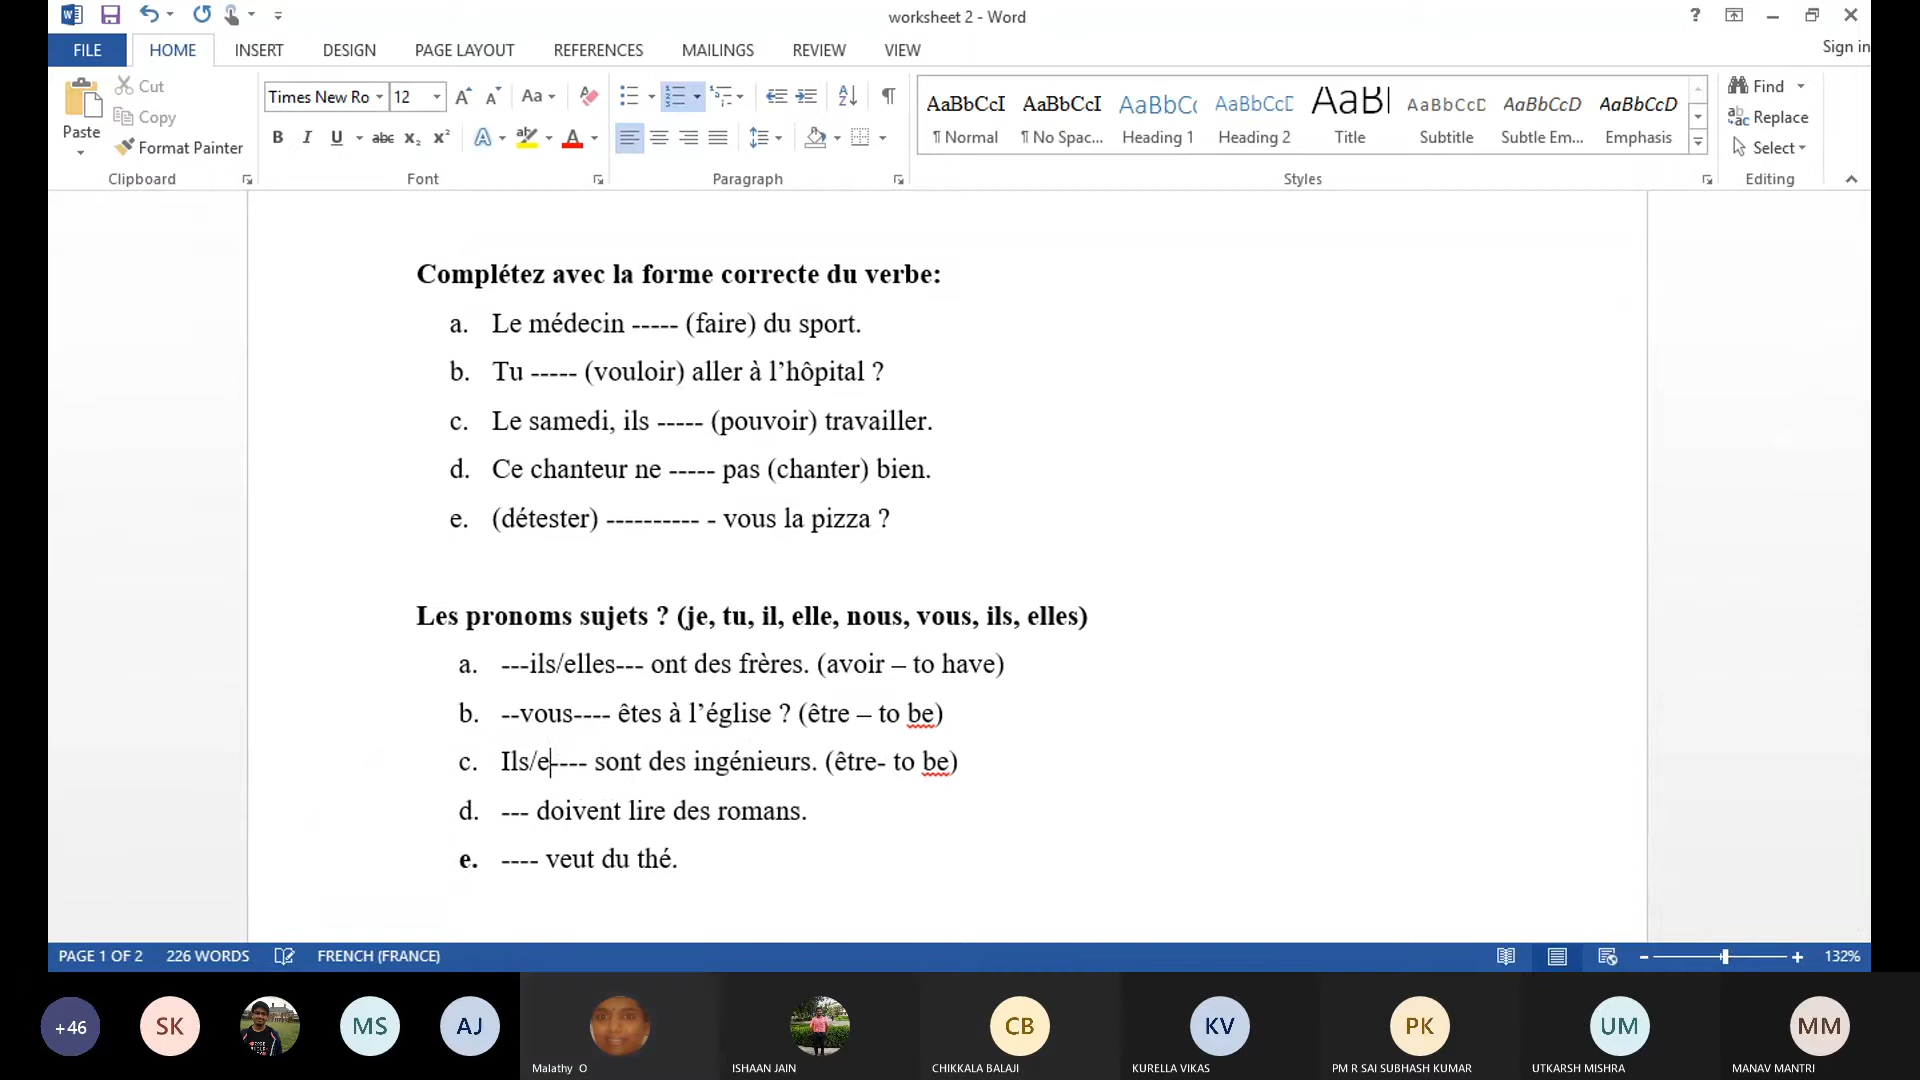 worksheet 2 - Word
?
Sign in
FILE HOME INSERT DESIGN PAGE LAYOUT REFERENCES MAILINGS REVIEW VIEW
Paste
Cut
Copy
Format Painter
Clipboard
Times New Ro 12
Aa
B I U abc x₂ x²
Font
Paragraph
AaBbCcI AaBbCcI AaBbC AaBbCcC AaB AaBbCcC AaBbCcD AaBbCcD
¶ Normal ¶ No Spac... Heading 1 Heading 2 Title Subtitle Subtle Em... Emphasis
Styles
Find
Replace
Select
Editing
Complétez avec la forme correcte du verbe:
a. Le médecin ----- (faire) du sport.
b. Tu ----- (vouloir) aller à l’hôpital ?
c. Le samedi, ils ----- (pouvoir) travailler.
d. Ce chanteur ne ----- pas (chanter) bien.
e. (détester) ---------- - vous la pizza ?
Les pronoms sujets ? (je, tu, il, elle, nous, vous, ils, elles)
a. ---ils/elles--- ont des frères. (avoir – to have)
b. --vous---- êtes à l’église ? (être – to be)
c. Ils/e---- sont des ingénieurs. (être- to be)
d. --- doivent lire des romans.
e. ---- veut du thé.
PAGE 1 OF 2 226 WORDS FRENCH (FRANCE) 132%
+46 SK MS AJ CB KV PK UM MM
Malathy O ISHAAN JAIN CHIKKALA BALAJI KURELLA VIKAS PM R SAI SUBHASH KUMAR UTKARSH MISHRA MANAV MANTRI